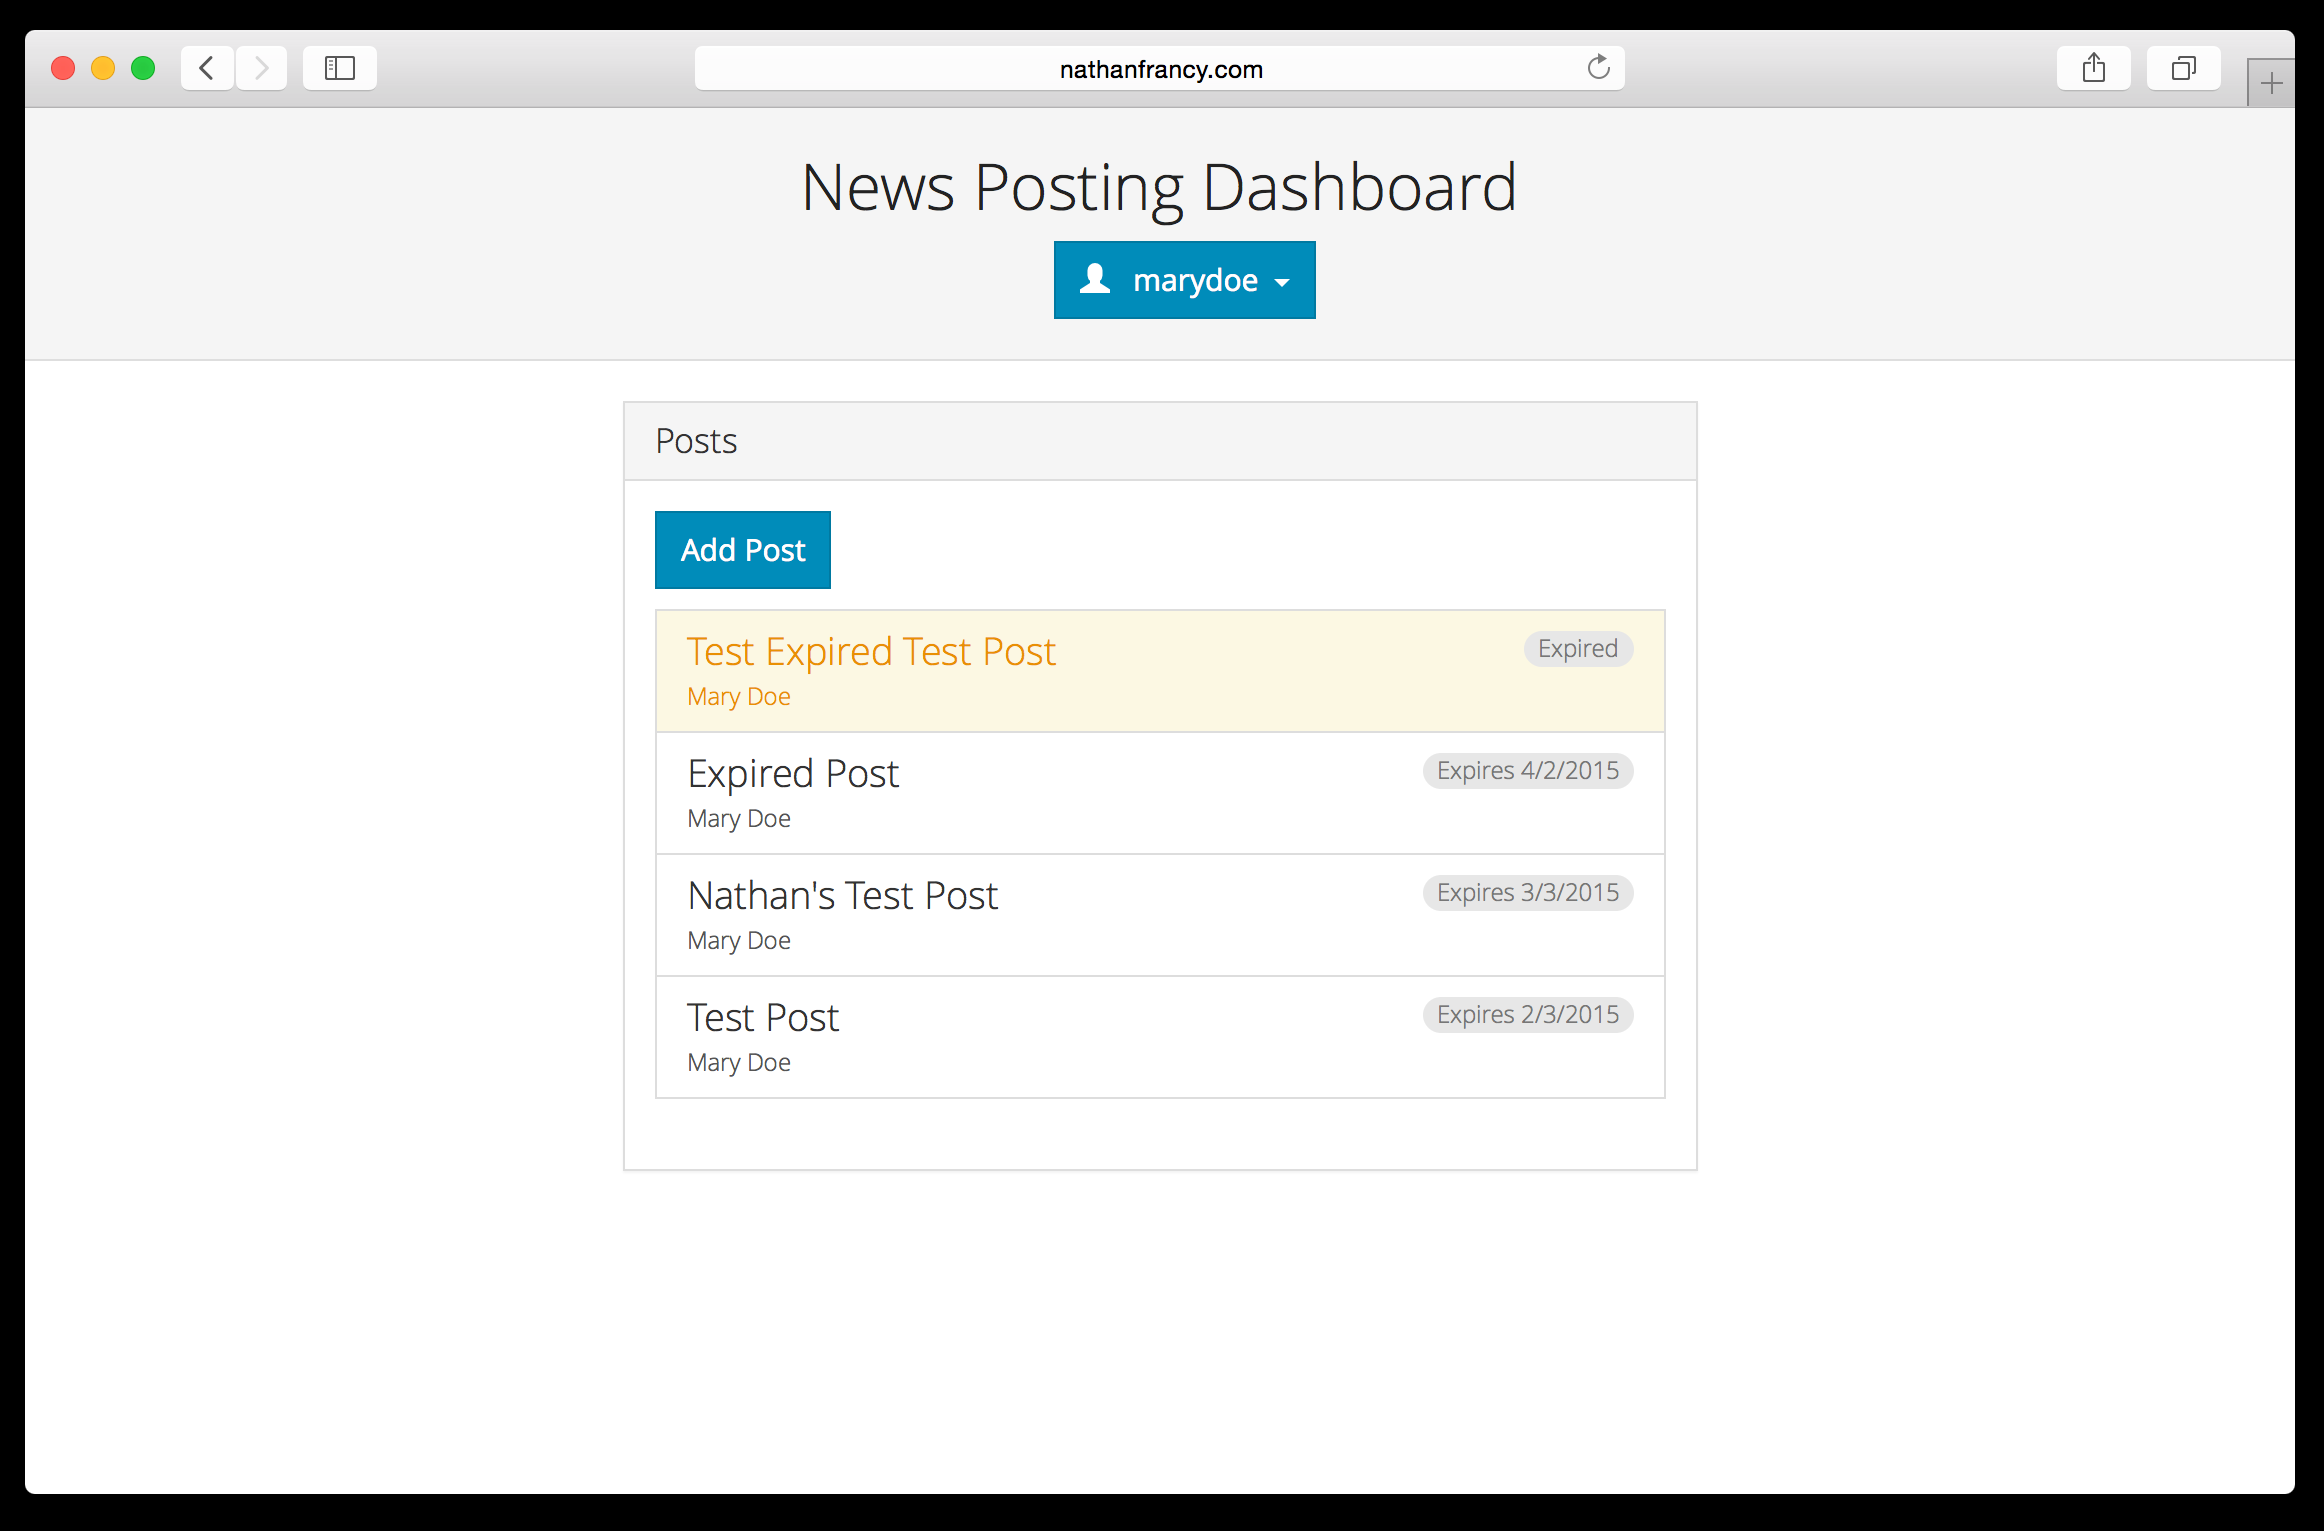 nathanfrancy.com
News Posting Dashboard
marydoe
Posts
Add Post
Test Expired Test Post
Expired
Mary Doe
Expired Post
Expires 4/2/2015
Mary Doe
Nathan's Test Post
Expires 3/3/2015
Mary Doe
Test Post
Expires 2/3/2015
Mary Doe